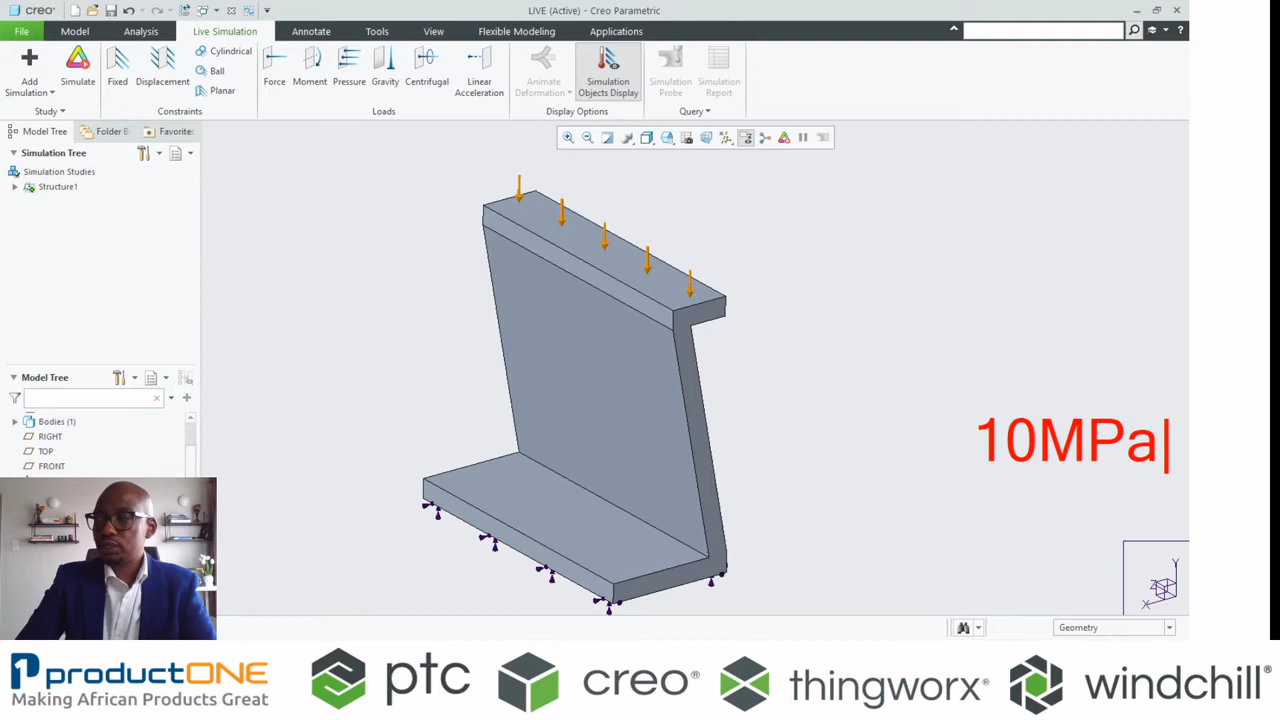 creo
LIVE (Active) - Creo Parametric
File
Model
Analysis
Live Simulation
Annotate
Tools
View
Flexible Modeling
Applications
Add
Simulation
Simulate
Fixed
Displacement
Cylindrical
Ball
Planar
Force
Moment
Pressure
Gravity
Centrifugal
Linear
Acceleration
Animate
Deformation
Simulation
Objects Display
Simulation
Probe
Simulation
Report
Study
Constraints
Loads
Display Options
Query
Model Tree
Folder B
Favorite
Simulation Tree
Simulation Studies
Structure1
Model Tree
Bodies (1)
RIGHT
TOP
FRONT
10MPa|
Y
Z
X
Geometry
productONE
Making African Products Great
ptc
creo®
thingworx®
windchill®